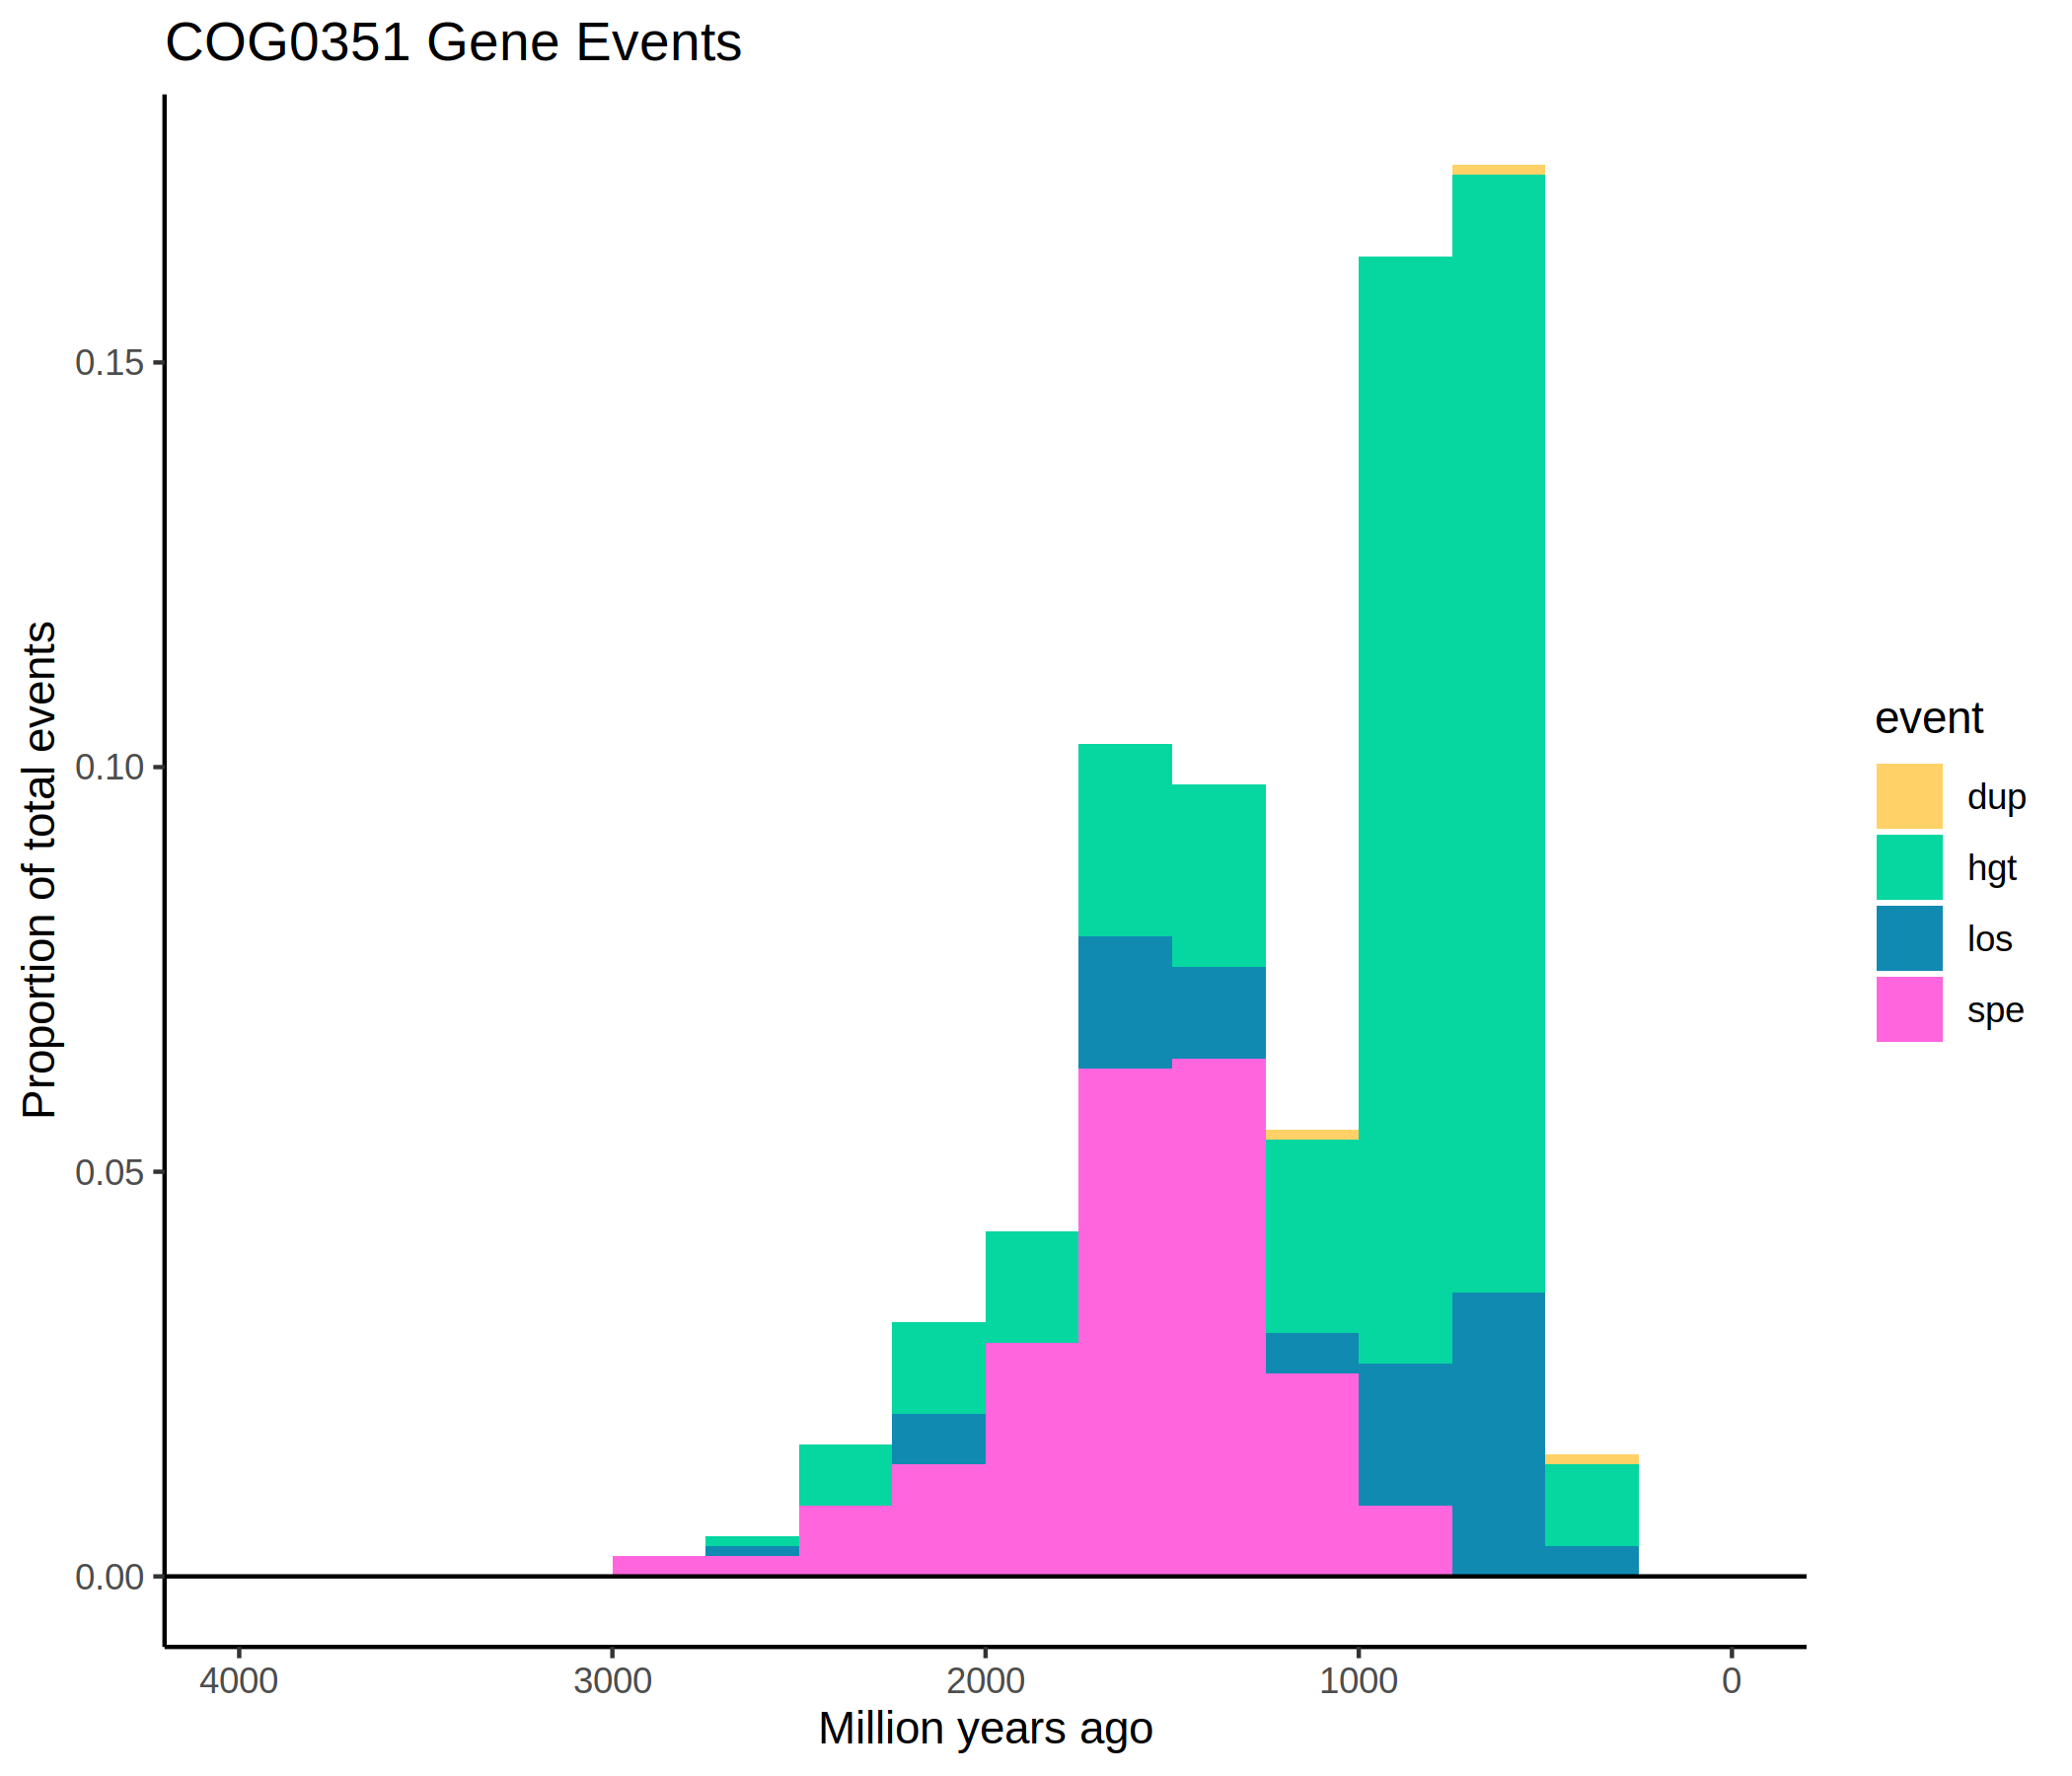 COG0351 Gene Events
Proportion of total events
0.15
0.10
0.05
0.00
4000 3000 2000 1000 0
Million years ago
event
dup
hgt
los
spe